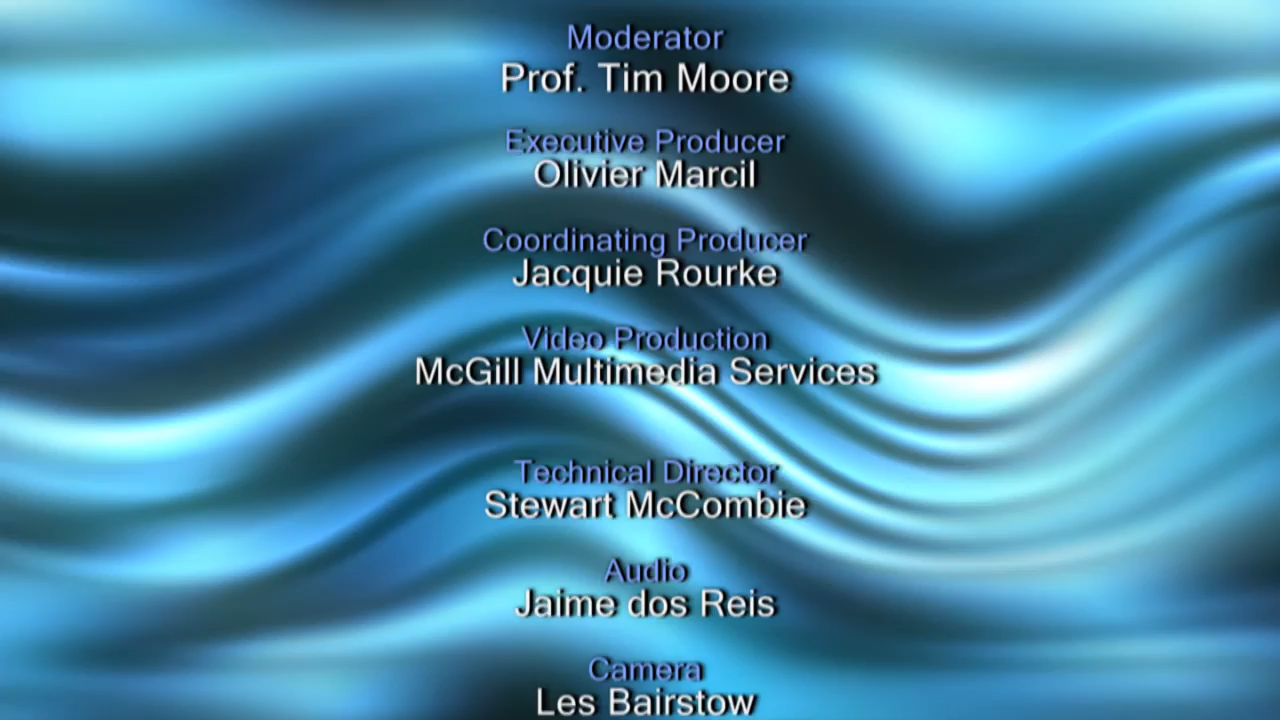 Moderator
Prof. Tim Moore
Executive Producer
Olivier Marcil
Coordinating Producer
Jacquie Rourke
Video Production
McGill Multimedia Services
Technical Director
Stewart McCombie
Audio
Jaime dos Reis
Camera
Les Bairstow